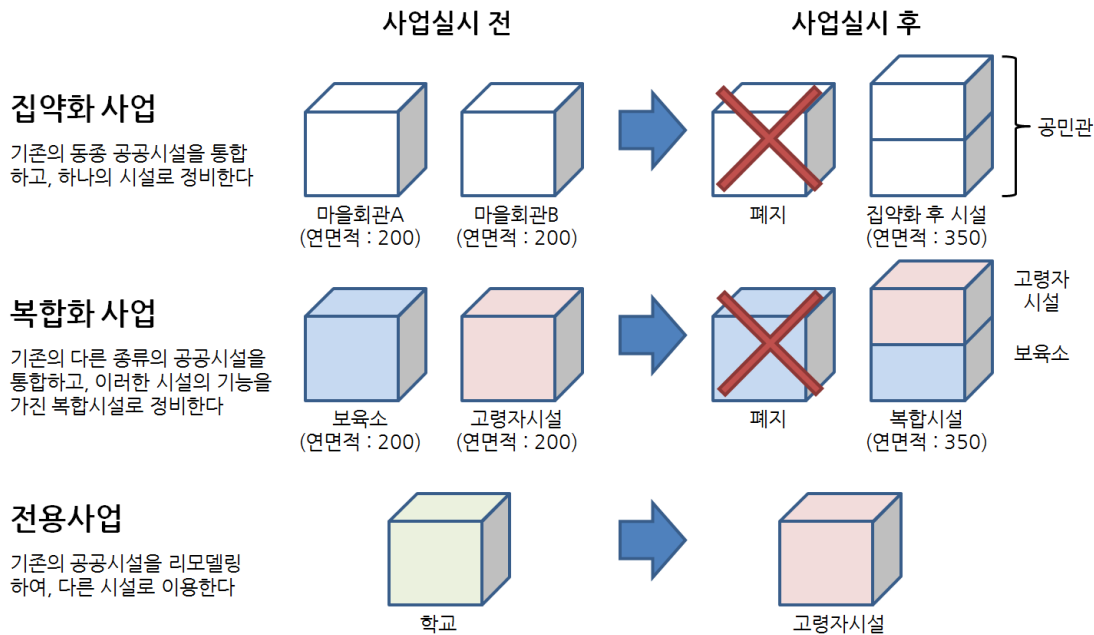 사업실시 전
사업실시 후
집약화 사업
기존의 동종 공공시설을 통합
하고, 하나의 시설로 정비한다
마을회관A
(연면적 : 200)
마을회관B
(연면적 : 200)
폐지
집약화 후 시설
(연면적 : 350)
공민관
복합화 사업
기존의 다른 종류의 공공시설을
통합하고, 이러한 시설의 기능을
가진 복합시설로 정비한다
보육소
(연면적 : 200)
고령자시설
(연면적 : 200)
폐지
복합시설
(연면적 : 350)
고령자
시설
보육소
전용사업
기존의 공공시설을 리모델링
하여, 다른 시설로 이용한다
학교
고령자시설